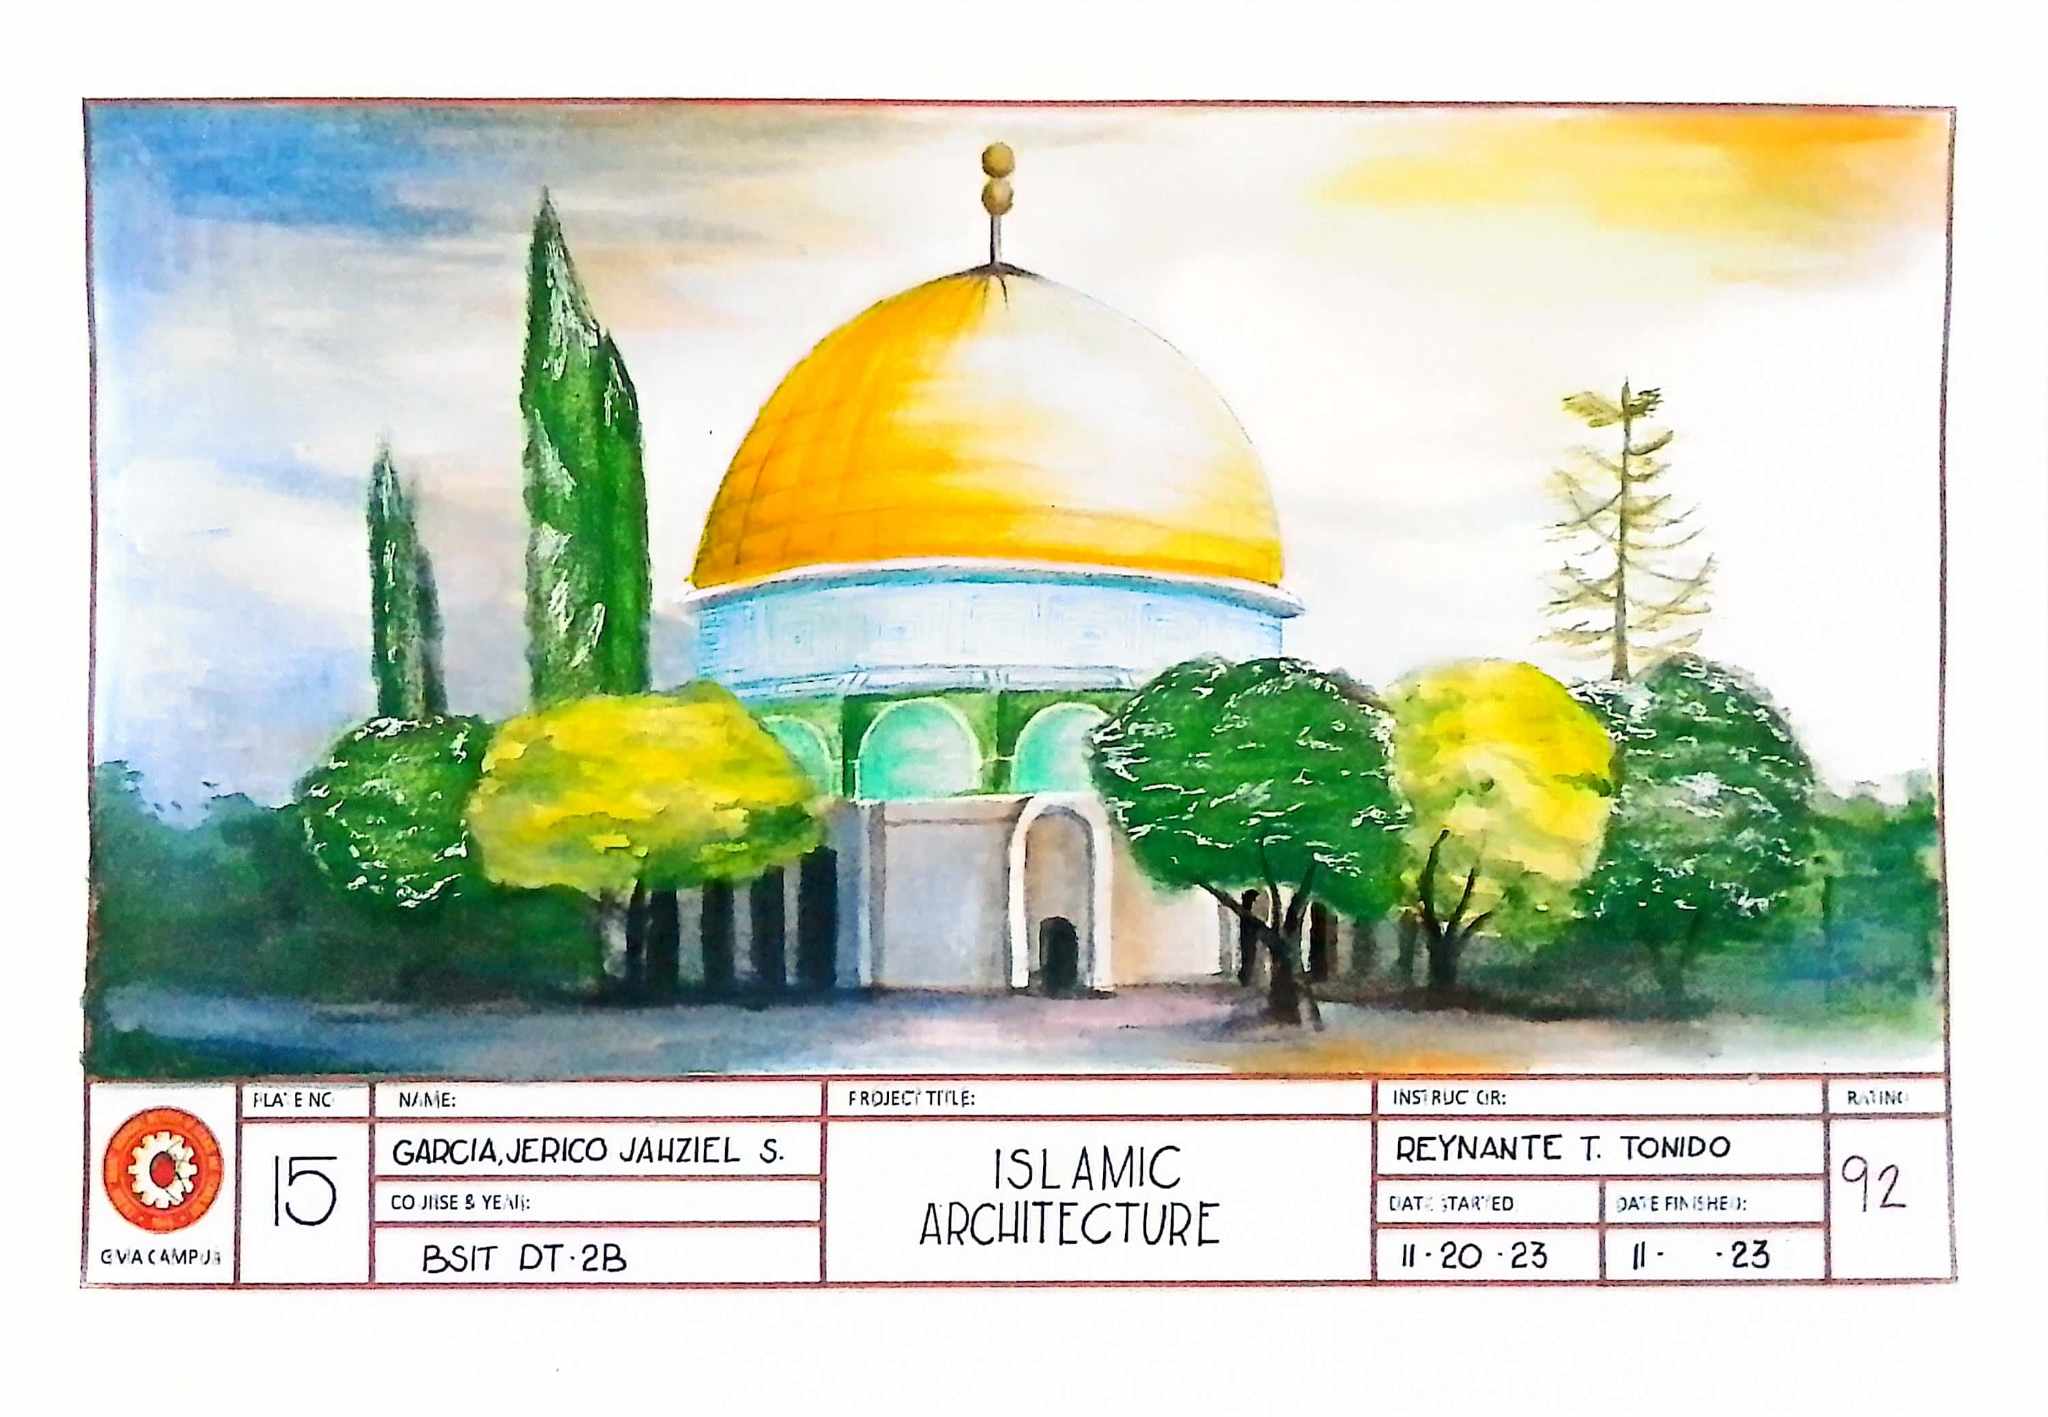 PLATE NO
NAME:
PROJECT TITLE:
INSTRUCTOR:
RATING
15
GARCIA, JERICO JAHZIEL S.
ISLAMIC
ARCHITECTURE
REYNANTE T. TONIDO
92
COURSE & YEAR:
DATE STARTED
DATE FINISHED:
BSIT DT-2B
11-20-23
11- -23
CAMPUS